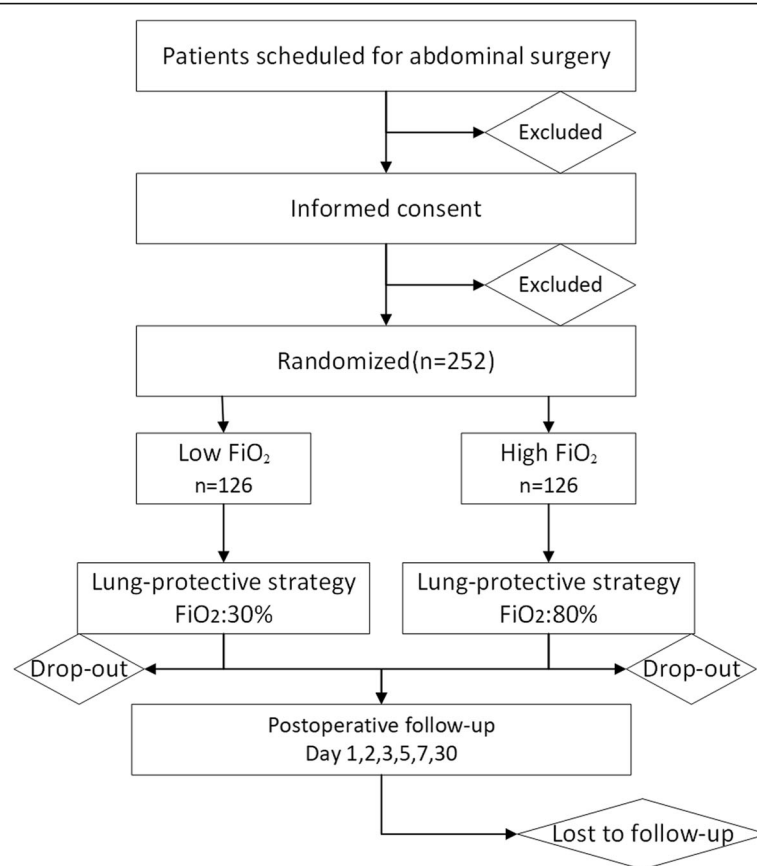 Patients scheduled for abdominal surgery
Excluded
Informed consent
Excluded
Randomized(n=252)
Low FiO₂
n=126
High FiO₂
n=126
Lung-protective strategy
FiO2:30%
Lung-protective strategy
FiO2:80%
Drop-out
Drop-out
Postoperative follow-up
Day 1,2,3,5,7,30
Lost to follow-up